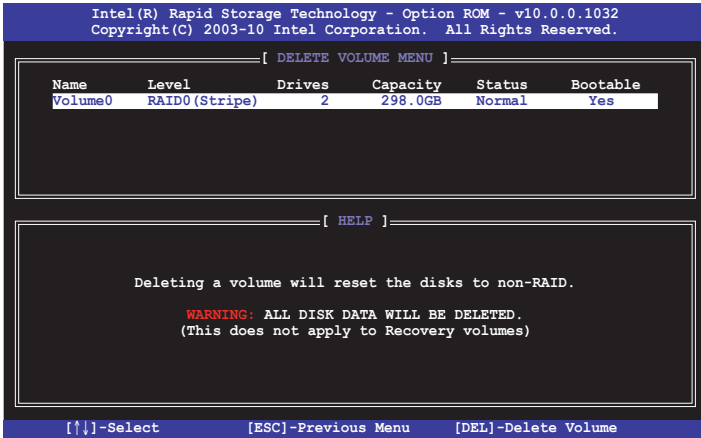 Intel(R) Rapid Storage Technology - Option ROM - v10.0.0.1032
Copyright(C) 2003-10 Intel Corporation. All Rights Reserved.
[ DELETE VOLUME MENU ]
Name Level Drives Capacity Status Bootable
Volume0 RAID0(Stripe) 2 298.0GB Normal Yes
[ HELP ]
Deleting a volume will reset the disks to non-RAID.
WARNING: ALL DISK DATA WILL BE DELETED.
(This does not apply to Recovery volumes)
[↑↓]-Select [ESC]-Previous Menu [DEL]-Delete Volume